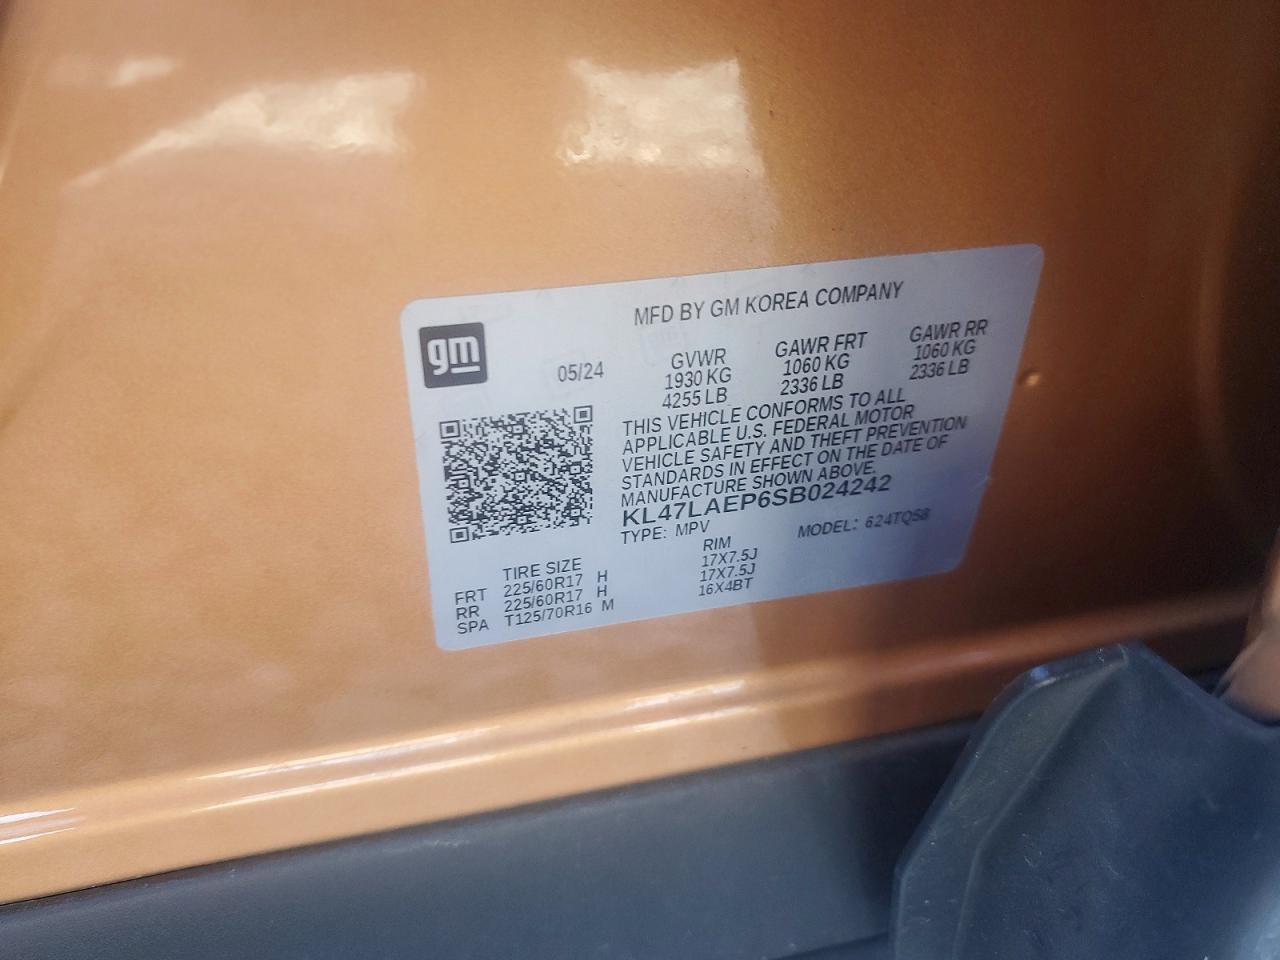 MFD BY GM KOREA COMPANY
gm
05/24
GVWR
1930 KG
4255 LB
GAWR FRT
1060 KG
2336 LB
GAWR RR
1060 KG
2336 LB
THIS VEHICLE CONFORMS TO ALL
APPLICABLE U.S. FEDERAL MOTOR
VEHICLE SAFETY AND THEFT PREVENTION
STANDARDS IN EFFECT ON THE DATE OF
MANUFACTURE SHOWN ABOVE.
KL47LAEP6SB024242
TYPE: MPV MODEL: 624TQ58
TIRE SIZE RIM
FRT 225/60R17 H 17X7.5J
RR 225/60R17 H 17X7.5J
SPA T125/70R16 M 16X4BT